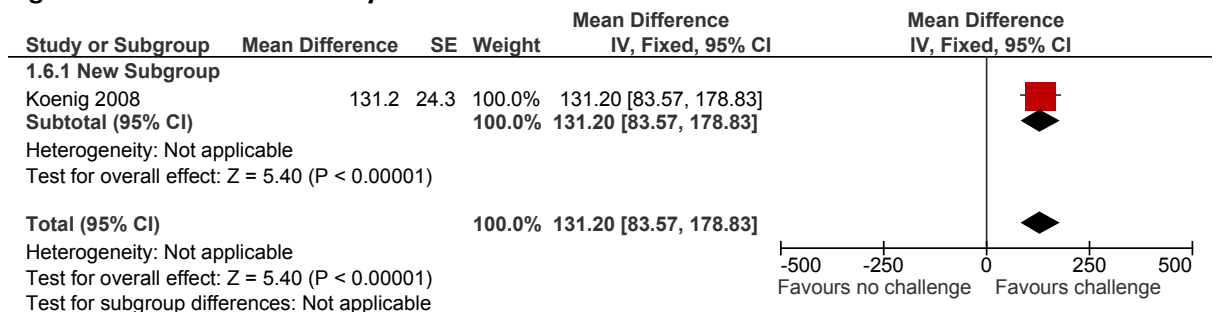 Mean Difference Mean Difference
Study or Subgroup Mean Difference SE Weight IV, Fixed, 95% CI IV, Fixed, 95% CI
1.6.1 New Subgroup
Koenig 2008 131.2 24.3 100.0% 131.20 [83.57, 178.83]
Subtotal (95% CI) 100.0% 131.20 [83.57, 178.83]
Heterogeneity: Not applicable
Test for overall effect: Z = 5.40 (P < 0.00001)
Total (95% CI) 100.0% 131.20 [83.57, 178.83]
Heterogeneity: Not applicable
Test for overall effect: Z = 5.40 (P < 0.00001)
Test for subgroup differences: Not applicable
-500 -250 0 250 500
Favours no challenge Favours challenge